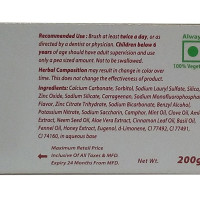 Recommended Use : Brush at least twice a day, or as
directed by a dentist or physician. Children below 6
years of age should have adult supervision and use
only a pea sized amount. Not to be swallowed.
Always
100% Veget
Herbal Composition may result in change in color over
time. This does not change the effectiveness of the
product.
Ingredients: Calcium Carbonate, Sorbitol, Sodium Lauryl Sulfate, Silica,
Zinc Oxide, Sodium Silicate, Carrageenan, Sodium Monofluorophosphate,
Flavor, Zinc Citrate Trihydrate, Sodium Bicarbonate, Benzyl Alcohol,
Potassium Nitrate, Sodium Saccharin, Camphor, Mint Oil, Clove Oil, Amla
Extract, Neem Seed Oil, Aloe Vera Extract, Cinnamon Leaf Oil, Basil Oil,
Fennel Oil, Honey Extract, Eugenol, d-Limonene, CI 77492, CI 77491,
CI 74160, in aqueous base
Maximum Retail Price
Inclusive Of All Taxes & MFD.
Expiry 24 Months From MFD.
Net Wt. 200g